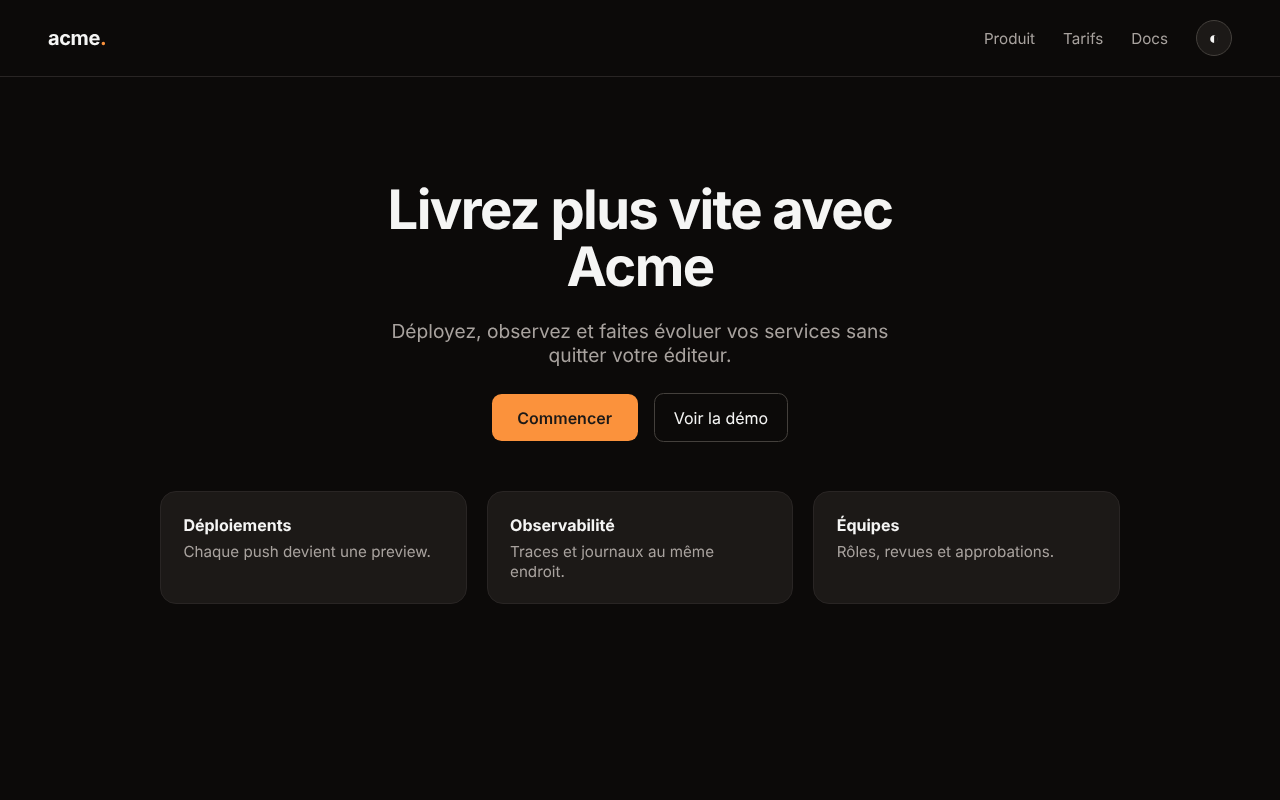 acme.
Produit
Tarifs
Docs
Livrez plus vite avec
Acme
Déployez, observez et faites évoluer vos services sans
quitter votre éditeur.
Commencer
Voir la démo
Déploiements
Chaque push devient une preview.
Observabilité
Traces et journaux au même
endroit.
Équipes
Rôles, revues et approbations.